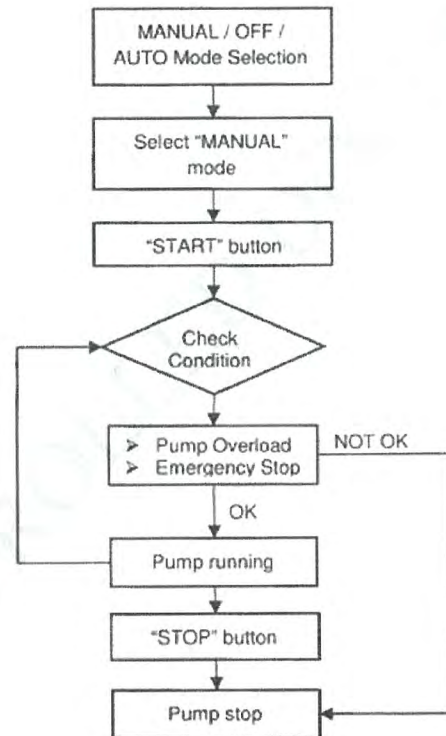 MANUAL / OFF /
AUTO Mode Selection
Select "MANUAL"
mode
"START" button
Check
Condition
➢ Pump Overload
➢ Emergency Stop
NOT OK
OK
Pump running
"STOP" button
Pump stop